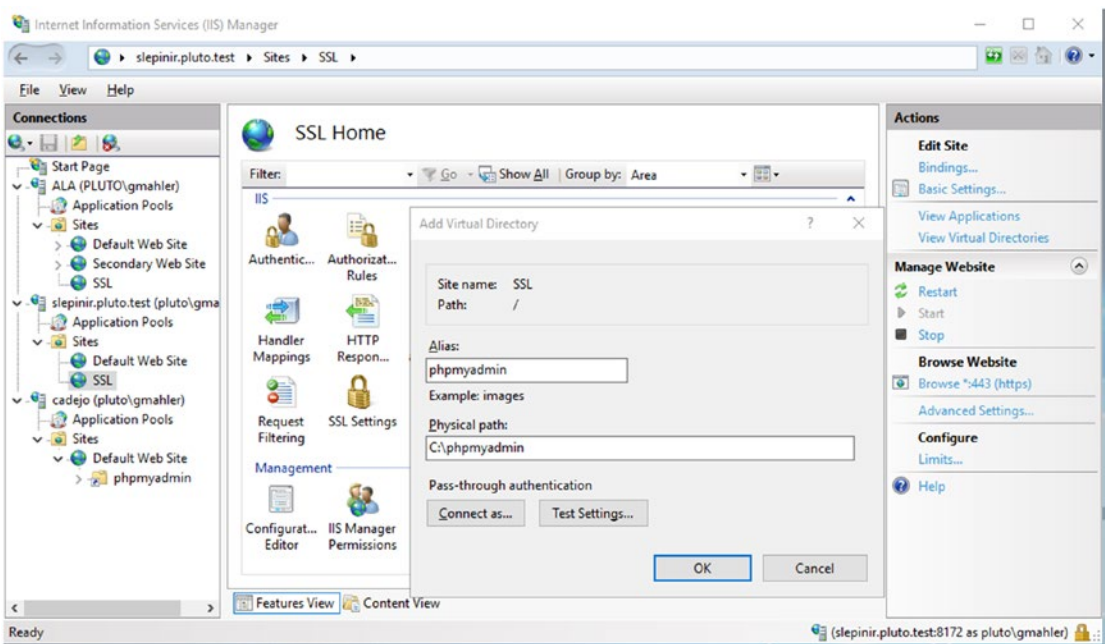 Internet Information Services (IIS) Manager
slepinir.pluto.test Sites SSL
File View Help
Connections
Start Page
ALA (PLUTO\gmahler)
Application Pools
Sites
Default Web Site
Secondary Web Site
SSL
slepinir.pluto.test (pluto\gma
Application Pools
Sites
Default Web Site
SSL
cadejo (pluto\gmahler)
Application Pools
Sites
Default Web Site
phpmyadmin
SSL Home
Filter: Go Show All Group by: Area
IIS
Authentic... Authorizat...
Rules
Handler HTTP
Mappings Respon...
Request SSL Settings
Filtering
Management
Configurat... IIS Manager
Editor Permissions
Features View Content View
Add Virtual Directory ?
Site name: SSL
Path: /
Alias:
phpmyadmin
Example: images
Physical path:
C:\phpmyadmin
Pass-through authentication
Connect as... Test Settings...
OK Cancel
Actions
Edit Site
Bindings...
Basic Settings...
View Applications
View Virtual Directories
Manage Website
Restart
Start
Stop
Browse Website
Browse *:443 (https)
Advanced Settings...
Configure
Limits...
Help
Ready
(slepinir.pluto.test:8172 as pluto\gmahler)